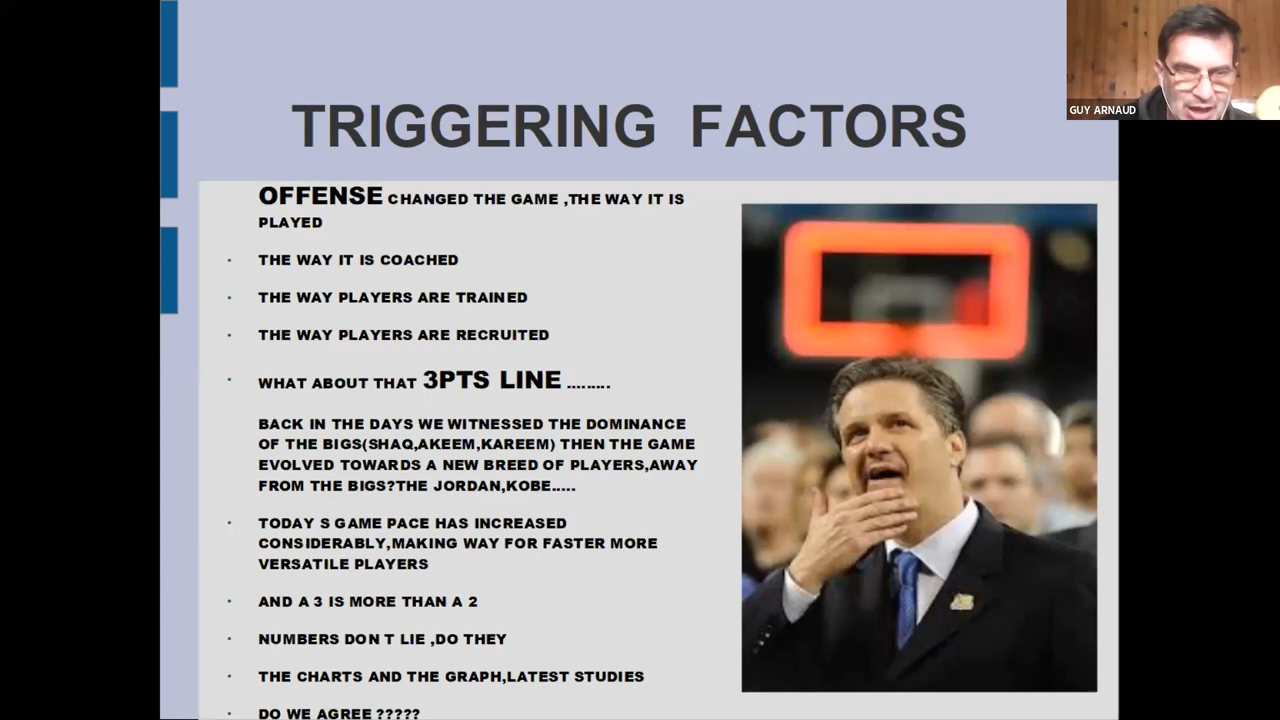 TRIGGERING FACTORS
GUY ARNAUD
OFFENSE CHANGED THE GAME ,THE WAY IT IS
PLAYED
· THE WAY IT IS COACHED
· THE WAY PLAYERS ARE TRAINED
· THE WAY PLAYERS ARE RECRUITED
· WHAT ABOUT THAT 3PTS LINE .........
BACK IN THE DAYS WE WITNESSED THE DOMINANCE
OF THE BIGS(SHAQ,AKEEM,KAREEM) THEN THE GAME
EVOLVED TOWARDS A NEW BREED OF PLAYERS,AWAY
FROM THE BIGS?THE JORDAN,KOBE.....
· TODAY S GAME PACE HAS INCREASED
CONSIDERABLY,MAKING WAY FOR FASTER MORE
VERSATILE PLAYERS
· AND A 3 IS MORE THAN A 2
· NUMBERS DON T LIE ,DO THEY
· THE CHARTS AND THE GRAPH,LATEST STUDIES
· DO WE AGREE ?????